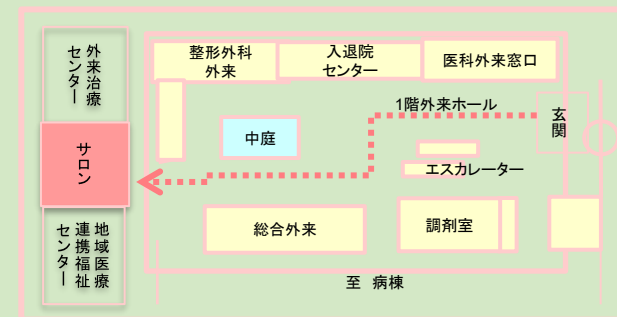 外来治療
センター
整形外科
外来
入退院
センター
医科外来窓口
1階外来ホール
玄関
中庭
サロン
エスカレーター
地域医療
連携福祉
センター
総合外来
調剤室
至 病棟